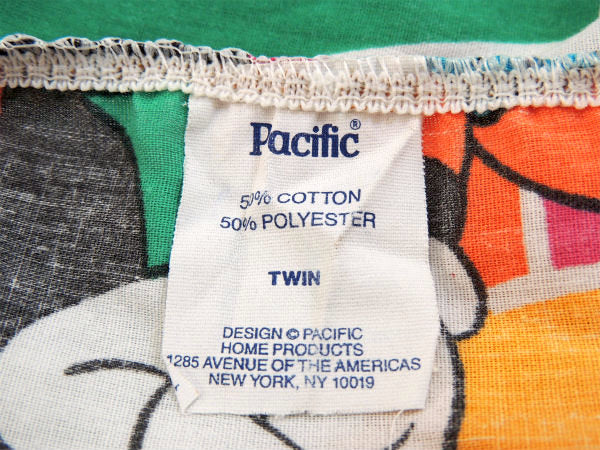 Pacific®
50% COTTON
50% POLYESTER
TWIN
DESIGN © PACIFIC
HOME PRODUCTS
1285 AVENUE OF THE AMERICAS
NEW YORK, NY 10019